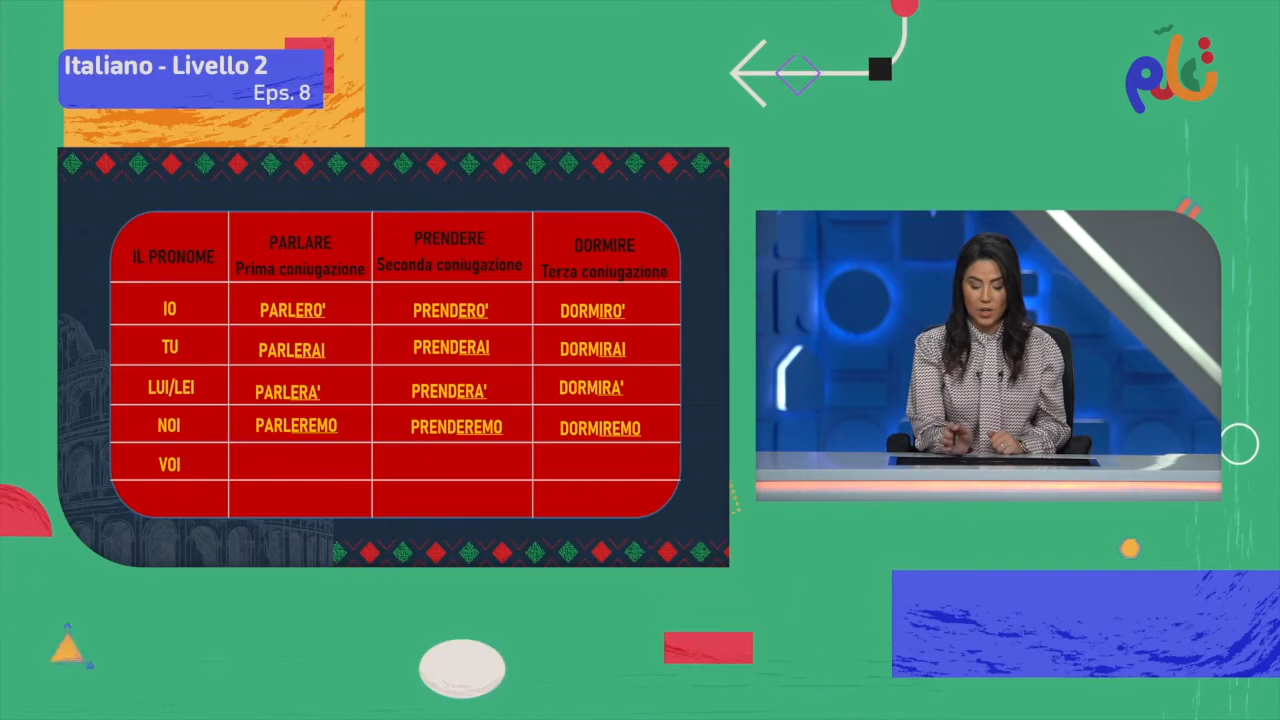 Italiano - Livello 2
Eps. 8
تكلم
IL PRONOME PARLARE Prima coniugazione PRENDERE Seconda coniugazione DORMIRE Terza coniugazione
IO PARLERO' PRENDERO' DORMIRO'
TU PARLERAI PRENDERAI DORMIRAI
LUI/LEI PARLERA' PRENDERA' DORMIRA'
NOI PARLEREMO PRENDEREMO DORMIREMO
VOI